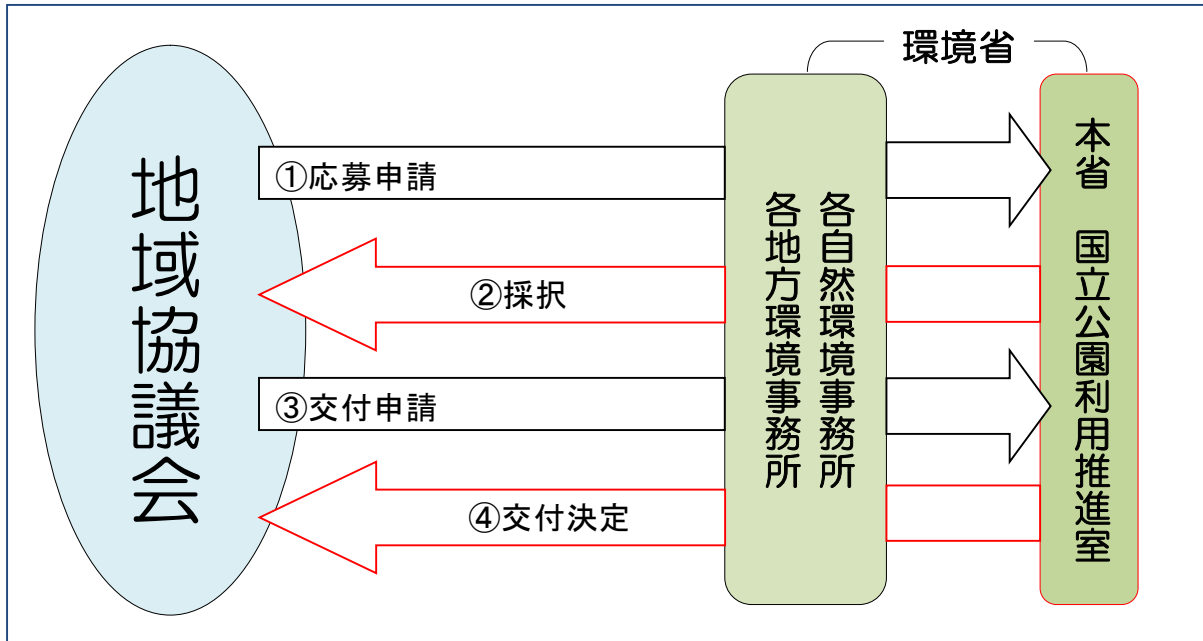 環境省
地域協議会
①応募申請
②採択
③交付申請
④交付決定
各自然環境事務所
各地方環境事務所
本省 国立公園利用推進室